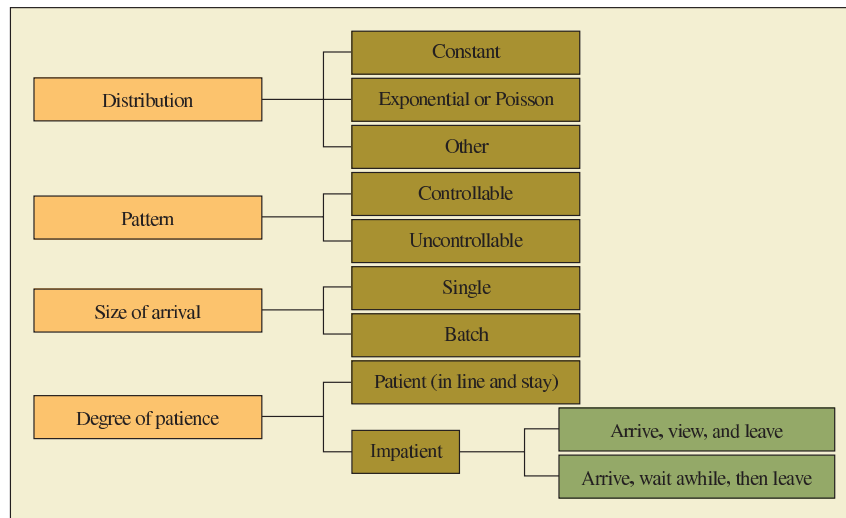 Distribution
Constant
Exponential or Poisson
Other
Pattern
Controllable
Uncontrollable
Size of arrival
Single
Batch
Degree of patience
Patient (in line and stay)
Impatient
Arrive, view, and leave
Arrive, wait awhile, then leave